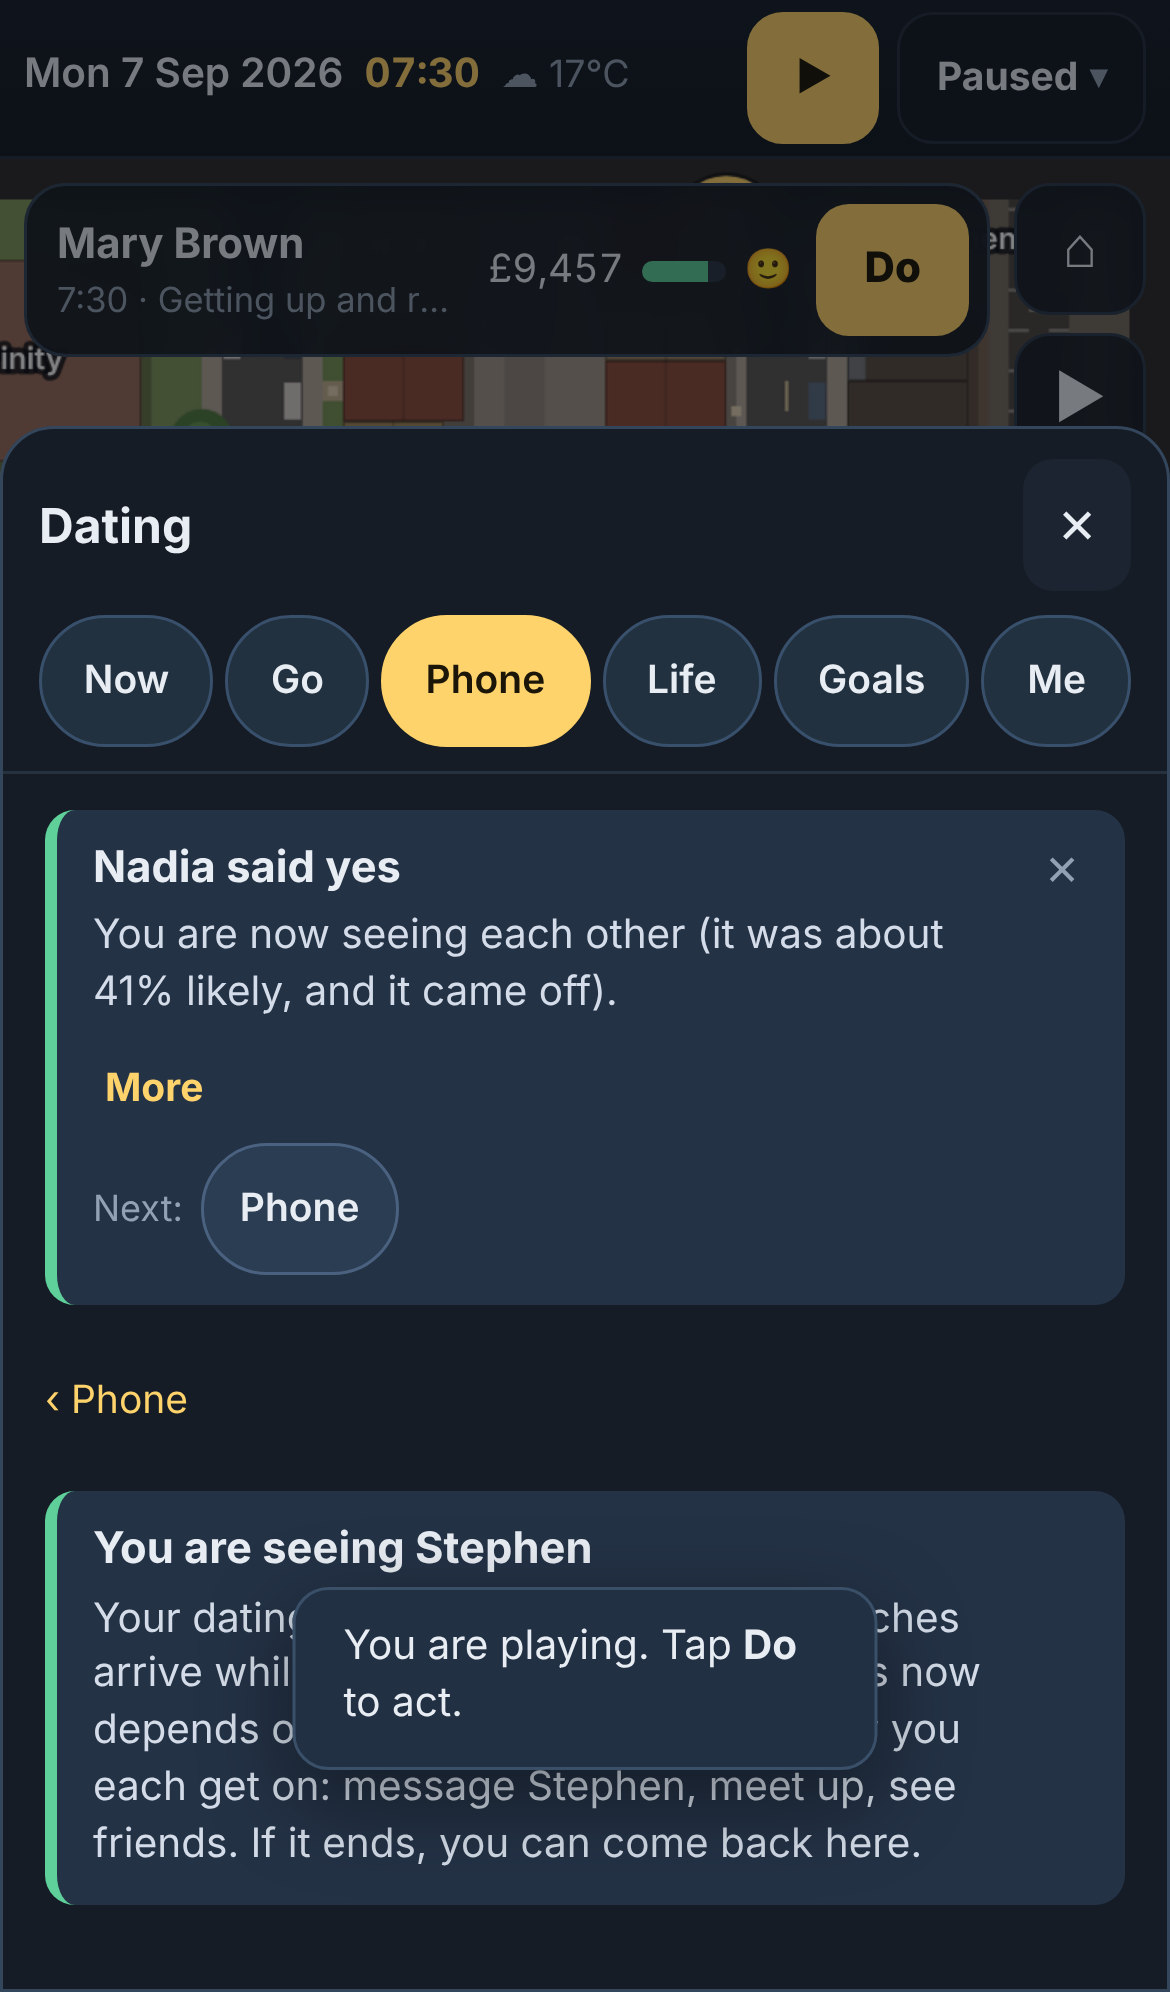 Mon 7 Sep 2026 07:30 17°C
Paused
Mary Brown
7:30 · Getting up and r...
£9,457
Do
en
inity
Dating
Now
Go
Phone
Life
Goals
Me
Nadia said yes
You are now seeing each other (it was about
41% likely, and it came off).
More
Next: Phone
‹ Phone
You are seeing Stephen
Your dating ches
arrive whil s now
depends o you
each get on: message Stephen, meet up, see
friends. If it ends, you can come back here.
You are playing. Tap Do
to act.